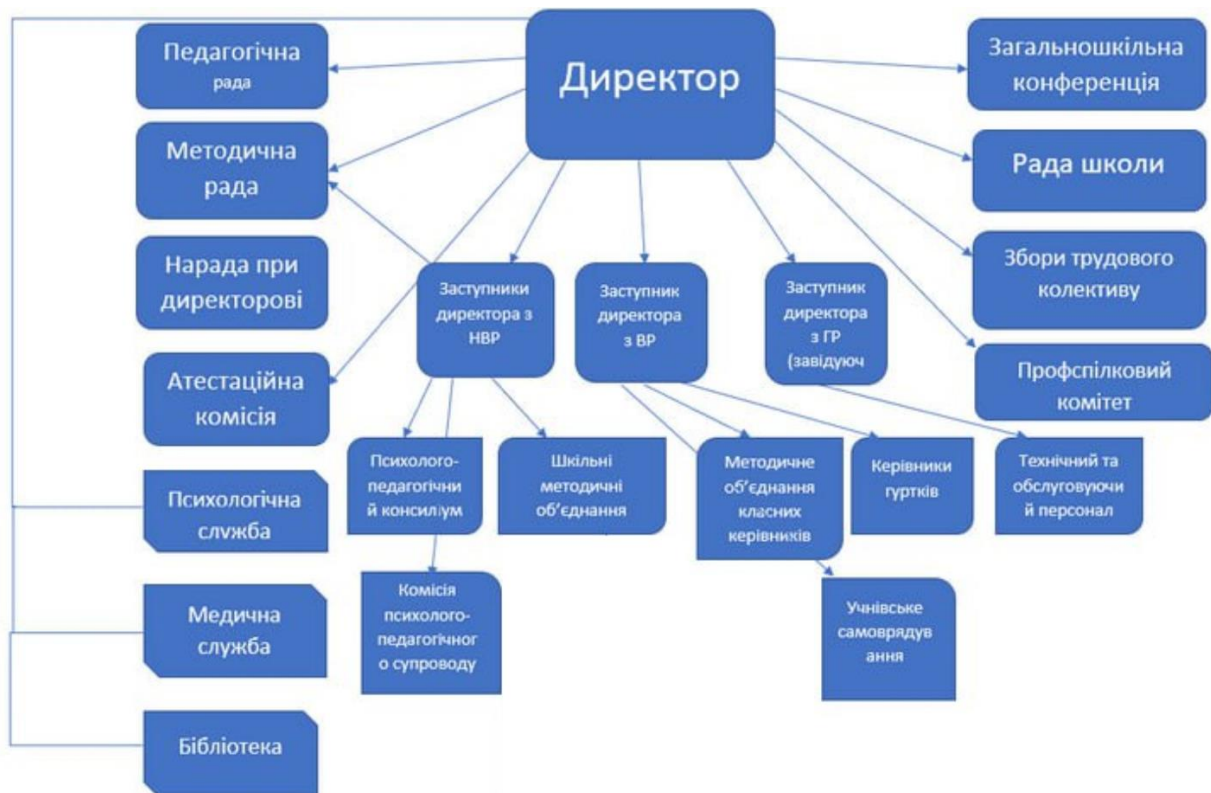 Директор
Педагогічна
рада
Методична
рада
Нарада при
директорові
Атестаційна
комісія
Психологічна
служба
Медична
служба
Бібліотека
Загальношкільна
конференція
Рада школи
Збори трудового
колективу
Профспілковий
комітет
Заступники
директора з
НВР
Заступник
директора
з ВР
Заступник
директора
з ГР
(завідуюч
Психолого-
педагогічни
й консиліум
Шкільні
методичні
об’єднання
Методичне
об’єднання
класних
керівників
Керівники
гуртків
Технічний та
обслуговуючи
й персонал
Комісія
психолого-
педагогічног
о супроводу
Учнівське
самоврядув
ання